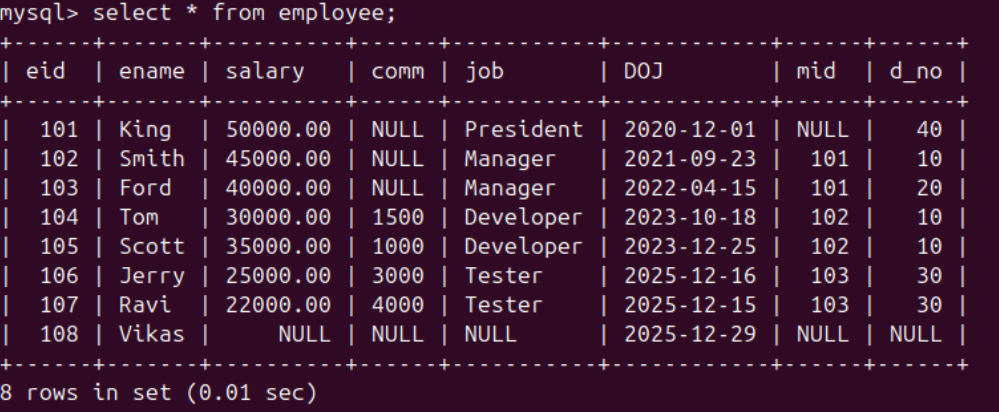 mysql> select * from employee;
+------+-------+----------+------+-----------+------------+------+------+
| eid  | ename | salary   | comm | job       | DOJ        | mid  | d_no |
+------+-------+----------+------+-----------+------------+------+------+
|  101 | King  | 50000.00 | NULL | President | 2020-12-01 | NULL |   40 |
|  102 | Smith | 45000.00 | NULL | Manager   | 2021-09-23 |  101 |   10 |
|  103 | Ford  | 40000.00 | NULL | Manager   | 2022-04-15 |  101 |   20 |
|  104 | Tom   | 30000.00 | 1500 | Developer | 2023-10-18 |  102 |   10 |
|  105 | Scott | 35000.00 | 1000 | Developer | 2023-12-25 |  102 |   10 |
|  106 | Jerry | 25000.00 | 3000 | Tester    | 2025-12-16 |  103 |   30 |
|  107 | Ravi  | 22000.00 | 4000 | Tester    | 2025-12-15 |  103 |   30 |
|  108 | Vikas |     NULL | NULL | NULL      | 2025-12-29 | NULL | NULL |
+------+-------+----------+------+-----------+------------+------+------+
8 rows in set (0.01 sec)